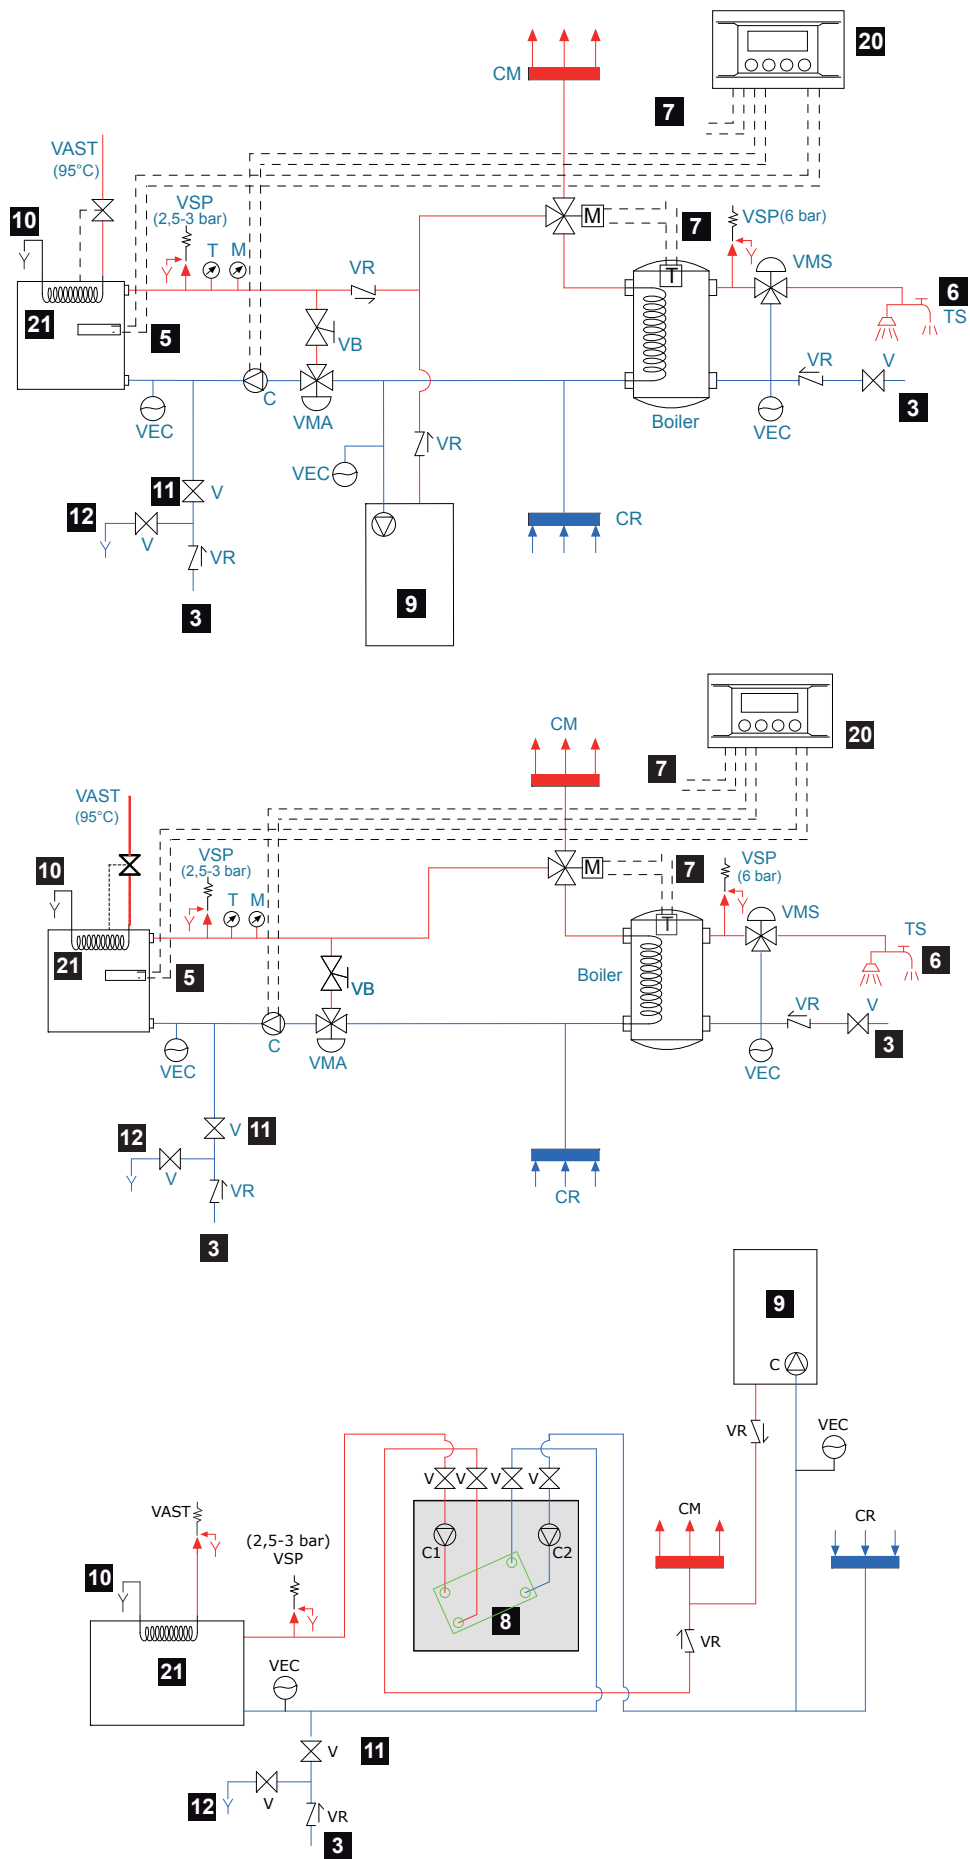 20
CM
7
VAST
(95°C)
VSP
(2,5-3 bar)
10
M
7
VSP (6 bar)
T M
VR
VMS
T
21
5
VB
6
TS
VR V
VEC
C
VMA
Boiler
3
VEC
VR
VEC
11
V
12
V
CR
VR
9
3
CM
20
7
VAST
(95°C)
VSP
(2,5-3 bar)
M
7
VSP
(6 bar)
10
T M
VMS
T
TS
21
5
VB
Boiler
6
VR V
VEC
C
VMA
3
VEC
12
V
11
V
VR
CR
3
9
C
VR
VEC
V V V V
VAST
(2,5-3 bar)
VSP
CM
CR
C1
C2
10
8
21
VEC
VR
V
11
12
V
VR
3